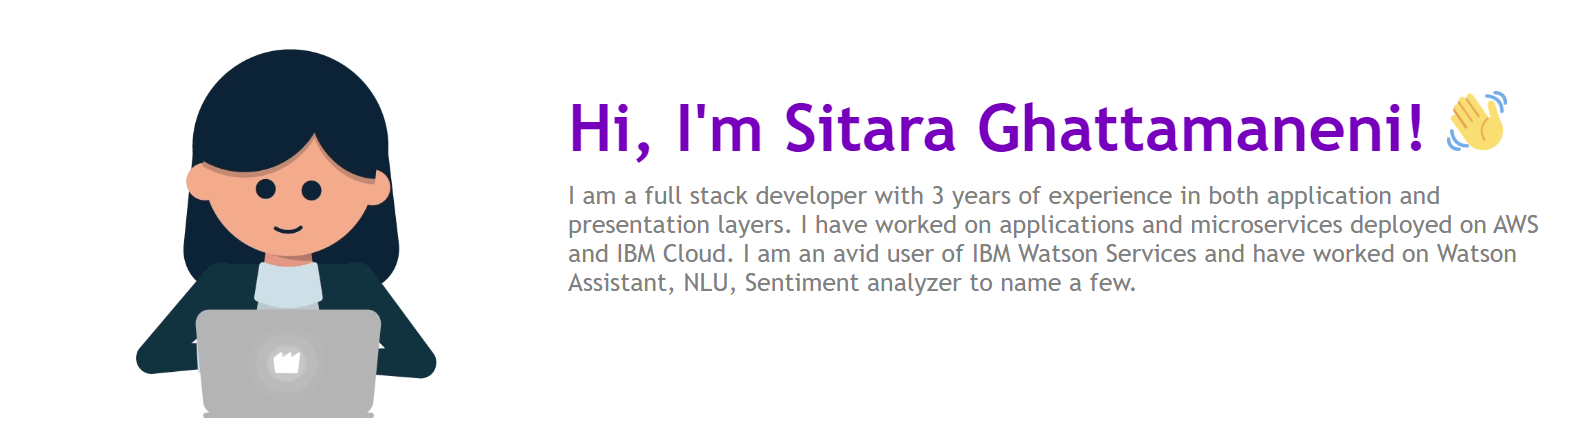 Hi, I'm Sitara Ghattamaneni! 👋
I am a full stack developer with 3 years of experience in both application and
presentation layers. I have worked on applications and microservices deployed on AWS
and IBM Cloud. I am an avid user of IBM Watson Services and have worked on Watson
Assistant, NLU, Sentiment analyzer to name a few.